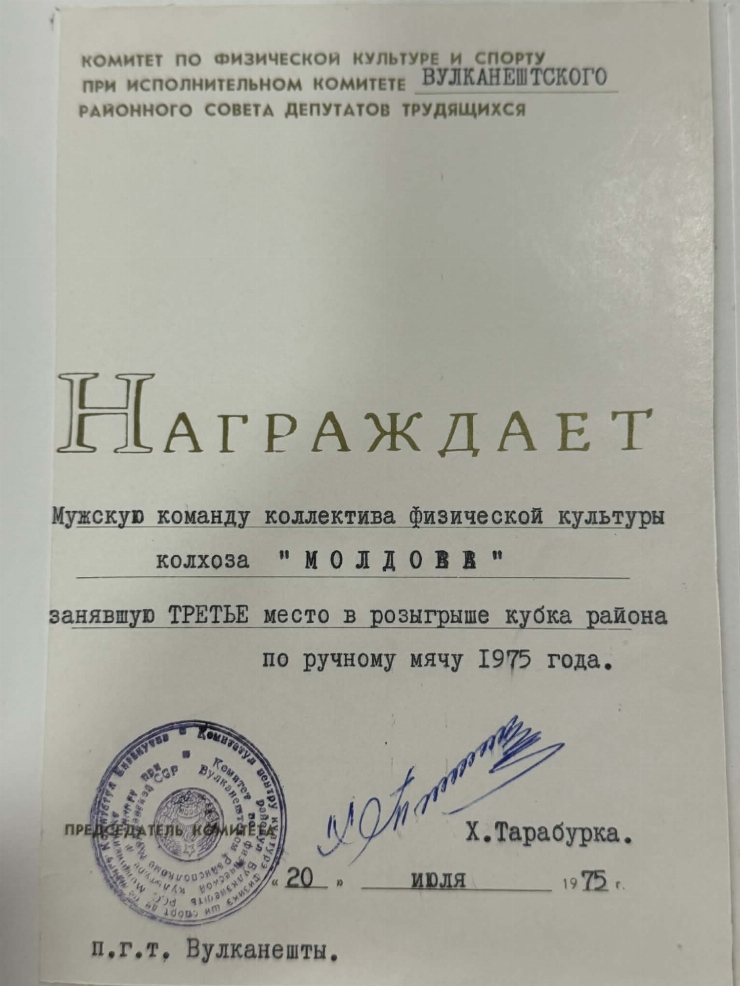 КОМИТЕТ ПО ФИЗИЧЕСКОЙ КУЛЬТУРЕ И СПОРТУ
ПРИ ИСПОЛНИТЕЛЬНОМ КОМИТЕТЕ ВУЛКАНЕШТСКОГО
РАЙОННОГО СОВЕТА ДЕПУТАТОВ ТРУДЯЩИХСЯ
НАГРАЖДАЕТ
Мужскую команду коллектива физической культуры
колхоза "МОЛДОВА"
занявшую ТРЕТЬЕ место в розыгрыше кубка района
по ручному мячу 1975 года.
ПРЕДСЕДАТЕЛЬ КОМИТЕТА
Х.Тарабурка.
"20" июля 1975 г.
п.г.т. Вулканешты.